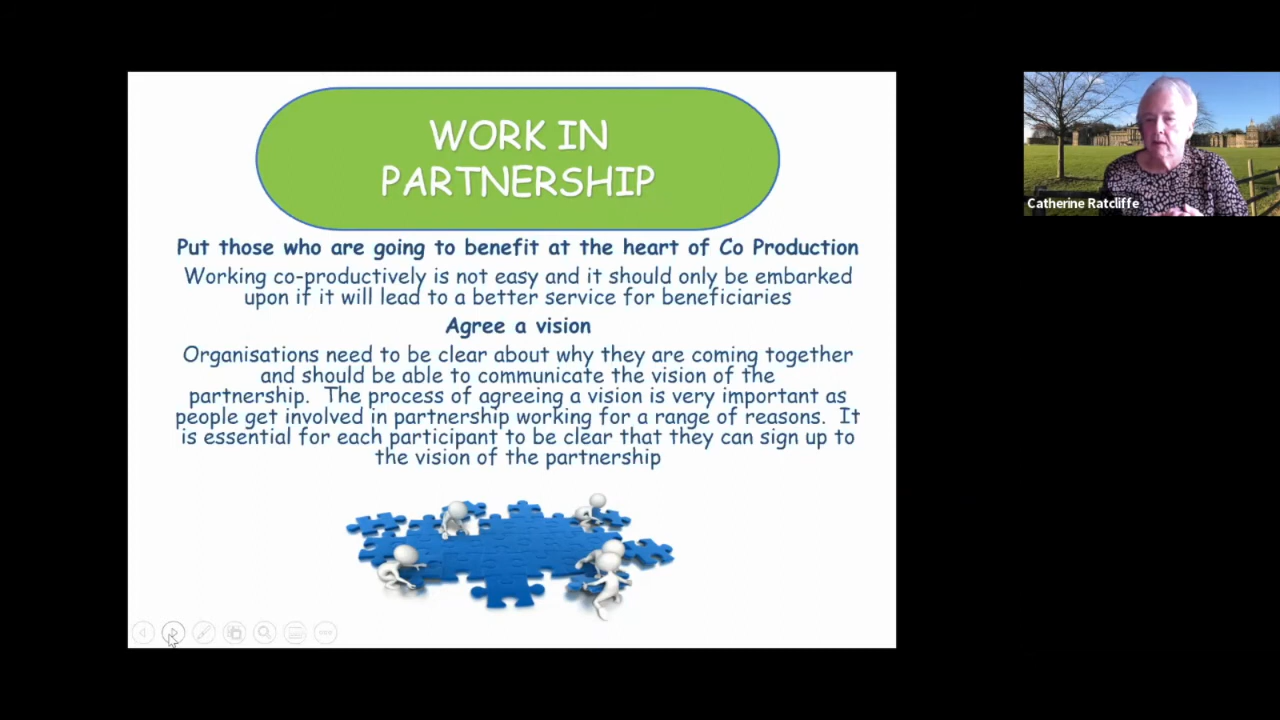 WORK IN
PARTNERSHIP
Put those who are going to benefit at the heart of Co Production
Working co-productively is not easy and it should only be embarked
upon if it will lead to a better service for beneficiaries
Agree a vision
Organisations need to be clear about why they are coming together
and should be able to communicate the vision of the
partnership.  The process of agreeing a vision is very important as
people get involved in partnership working for a range of reasons.  It
is essential for each participant to be clear that they can sign up to
the vision of the partnership
Catherine Ratcliffe